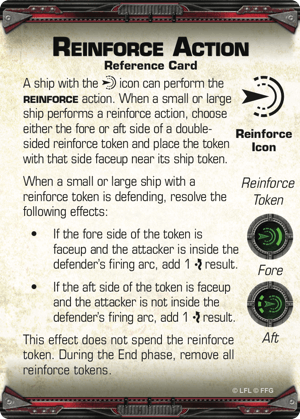 REINFORCE ACTION
Reference Card
A ship with the icon can perform the
REINFORCE action. When a small or large
ship performs a reinforce action, choose
either the fore or aft side of a double-
sided reinforce token and place the token
with that side faceup near its ship token.
Reinforce
Icon
When a small or large ship with a
reinforce token is defending, resolve the
following effects:
• If the fore side of the token is
faceup and the attacker is inside the
defender's firing arc, add 1 result.
• If the aft side of the token is faceup
and the attacker is not inside the
defender's firing arc, add 1 result.
This effect does not spend the reinforce
token. During the End phase, remove all
reinforce tokens.
Reinforce
Token
Fore
Aft
© LFL © FFG